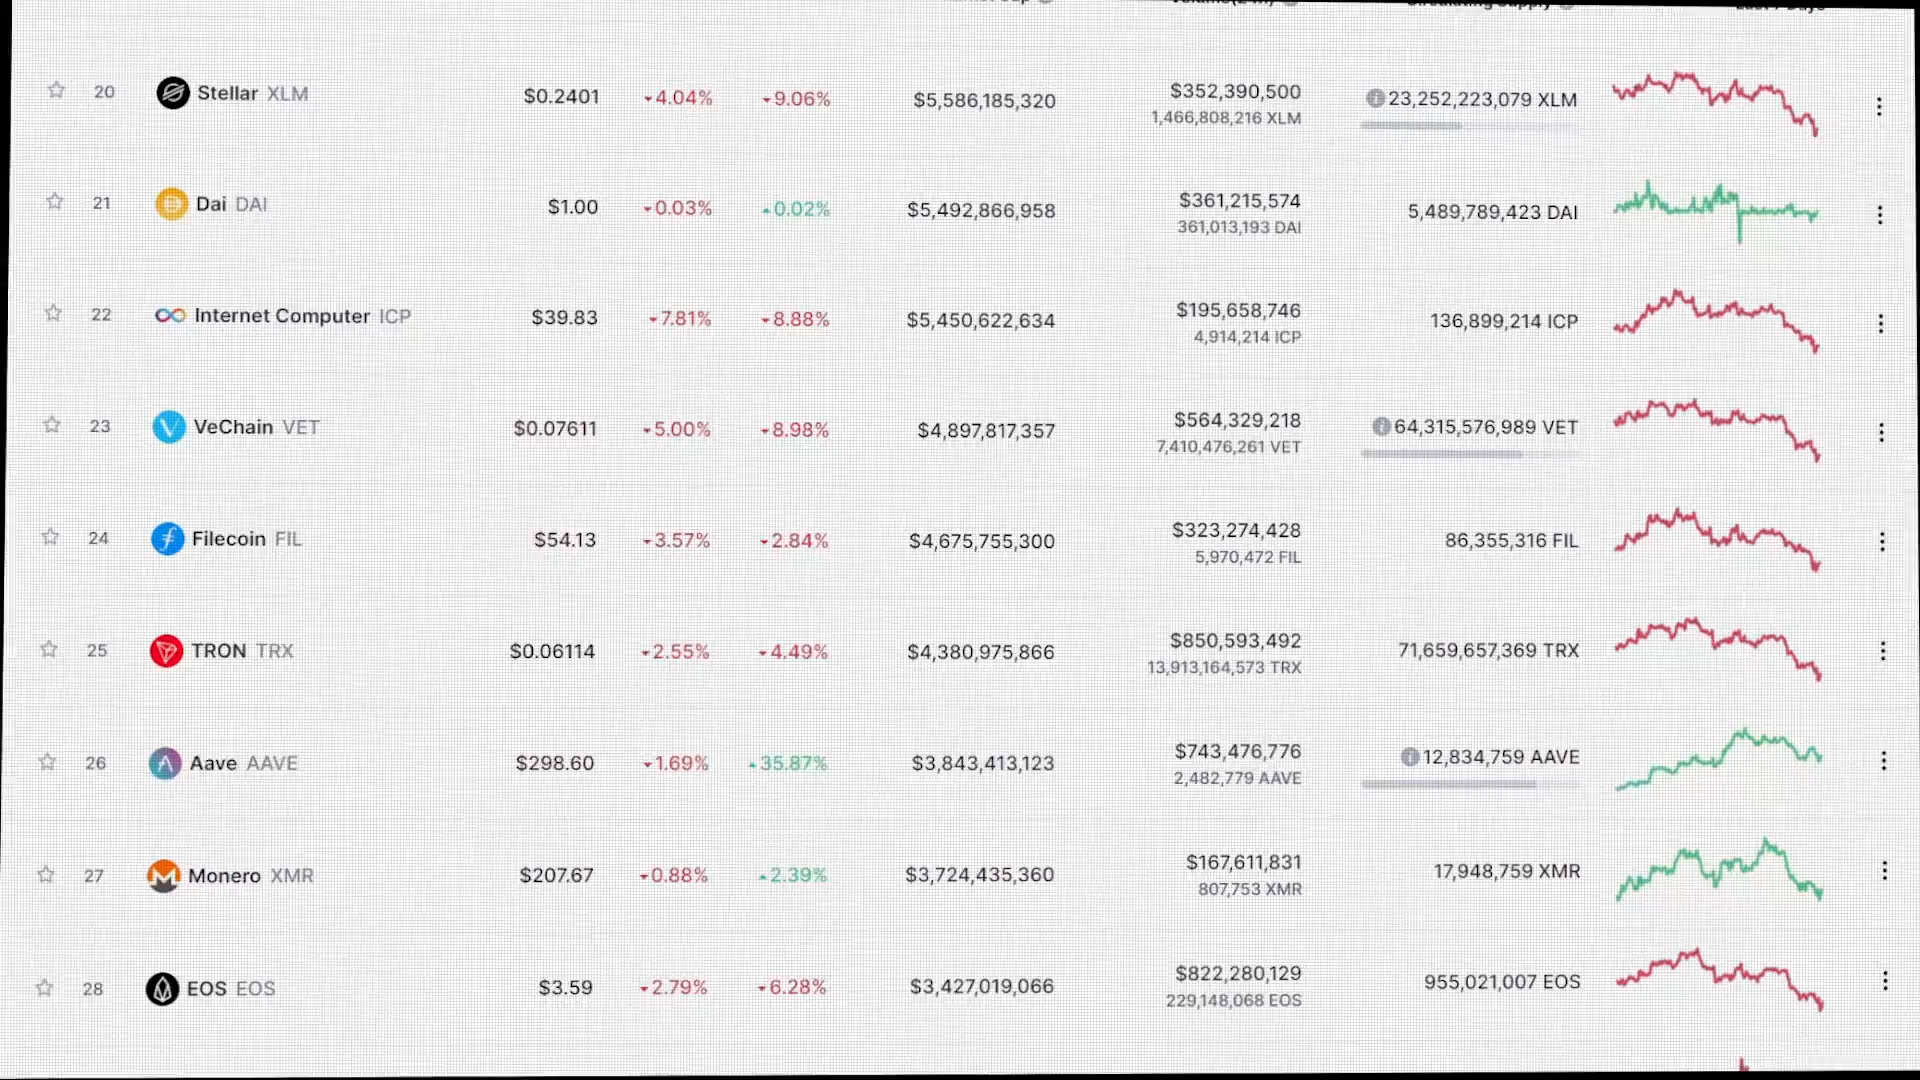 Volume(24h)
Circulating Supply
Last 7 Days
20 Stellar XLM $0.2401 4.04% 9.06% $5,586,185,320 $352,390,500 23,252,223,079 XLM
1,466,808,216 XLM
21 Dai DAI $1.00 0.03% 0.02% $5,492,866,958 $361,215,574 5,489,789,423 DAI
361,013,193 DAI
22 Internet Computer ICP $39.83 7.81% 8.88% $5,450,622,634 $195,658,746 136,899,214 ICP
4,914,214 ICP
23 VeChain VET $0.07611 5.00% 8.98% $4,897,817,357 $564,329,218 64,315,576,989 VET
7,410,476,261 VET
24 Filecoin FIL $54.13 3.57% 2.84% $4,675,755,300 $323,274,428 86,355,316 FIL
5,970,472 FIL
25 TRON TRX $0.06114 2.55% 4.49% $4,380,975,866 $850,593,492 71,659,657,369 TRX
13,913,164,573 TRX
26 Aave AAVE $298.60 1.69% 35.87% $3,843,413,123 $743,476,776 12,834,759 AAVE
2,482,779 AAVE
27 Monero XMR $207.67 0.88% 2.39% $3,724,435,360 $167,611,831 17,948,759 XMR
807,753 XMR
28 EOS EOS $3.59 2.79% 6.28% $3,427,019,066 $822,280,129 955,021,007 EOS
229,148,068 EOS